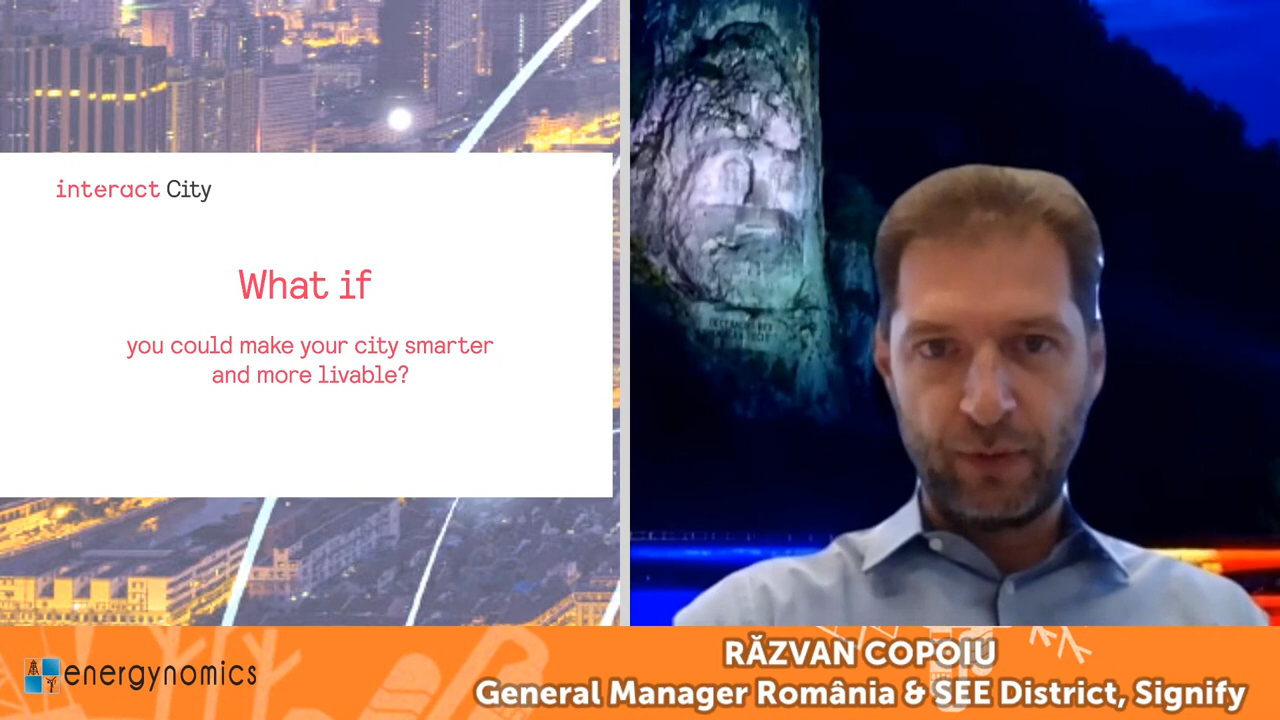 interact City
What if
you could make your city smarter
and more livable?
energynomics
RĂZVAN COPOIU
General Manager România & SEE District, Signify